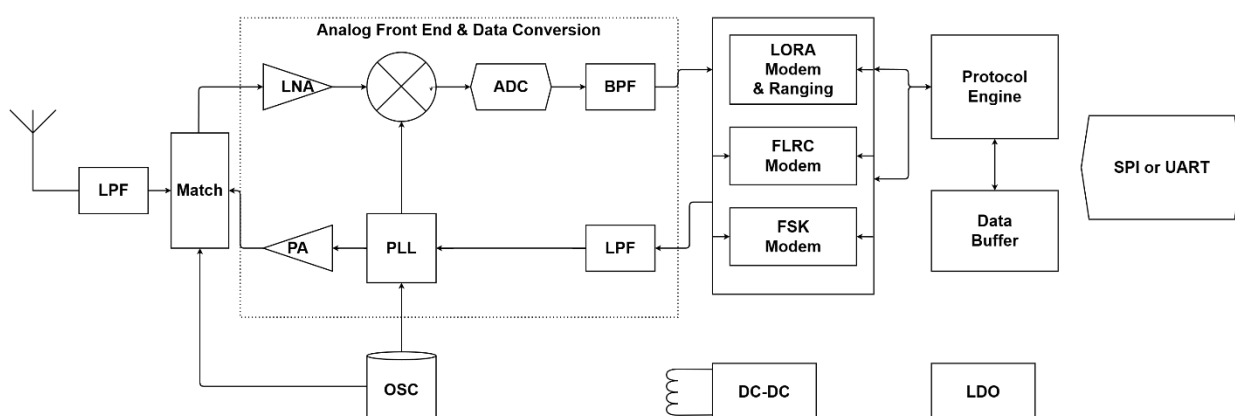 Analog Front End & Data Conversion
LNA
ADC
BPF
LORA
Modem
& Ranging
Protocol
Engine
FLRC
Modem
SPI or UART
LPF
Match
PA
PLL
LPF
FSK
Modem
Data
Buffer
OSC
DC-DC
LDO